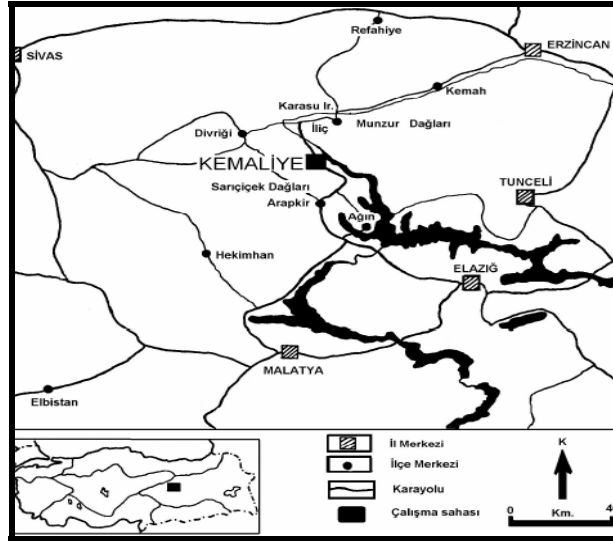 Refahiye
SİVAS
ERZİNCAN
Kemah
Karasu Ir.
İliç
Munzur Dağları
Divriği
KEMALİYE
TUNCELİ
Sarıçiçek Dağları
Arapkir
Ağın
Hekimhan
ELAZIĞ
MALATYA
Elbistan
İl Merkezi
İlçe Merkezi
Karayolu
Çalışma sahası
K
0 Km. 40